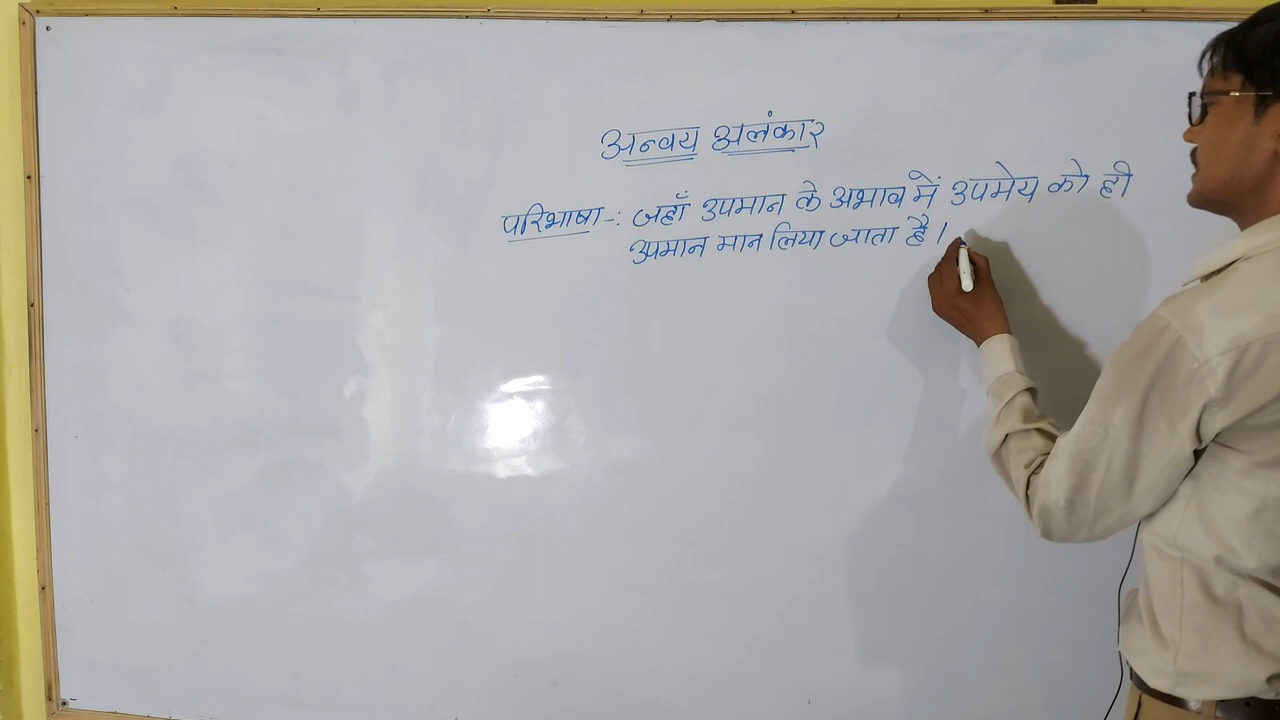 अन्वय अलंकार
परिभाषा -: जहाँ उपमान के अभाव में उपमेय को ही
उपमान मान लिया जाता है।